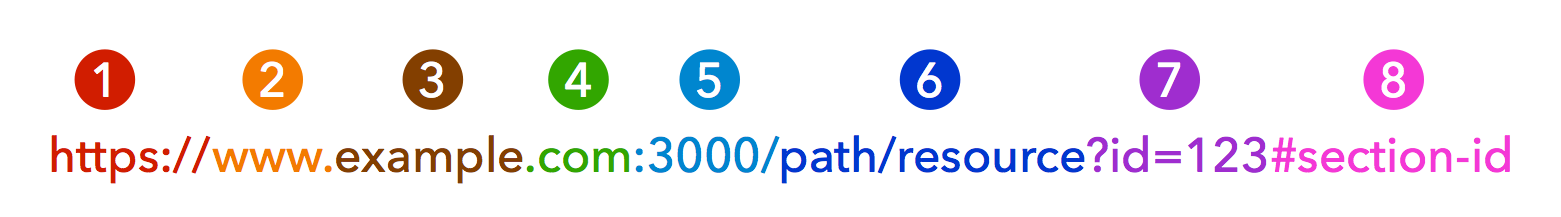 1 2 3 4 5 6 7 8
https://www.example.com:3000/path/resource?id=123#section-id